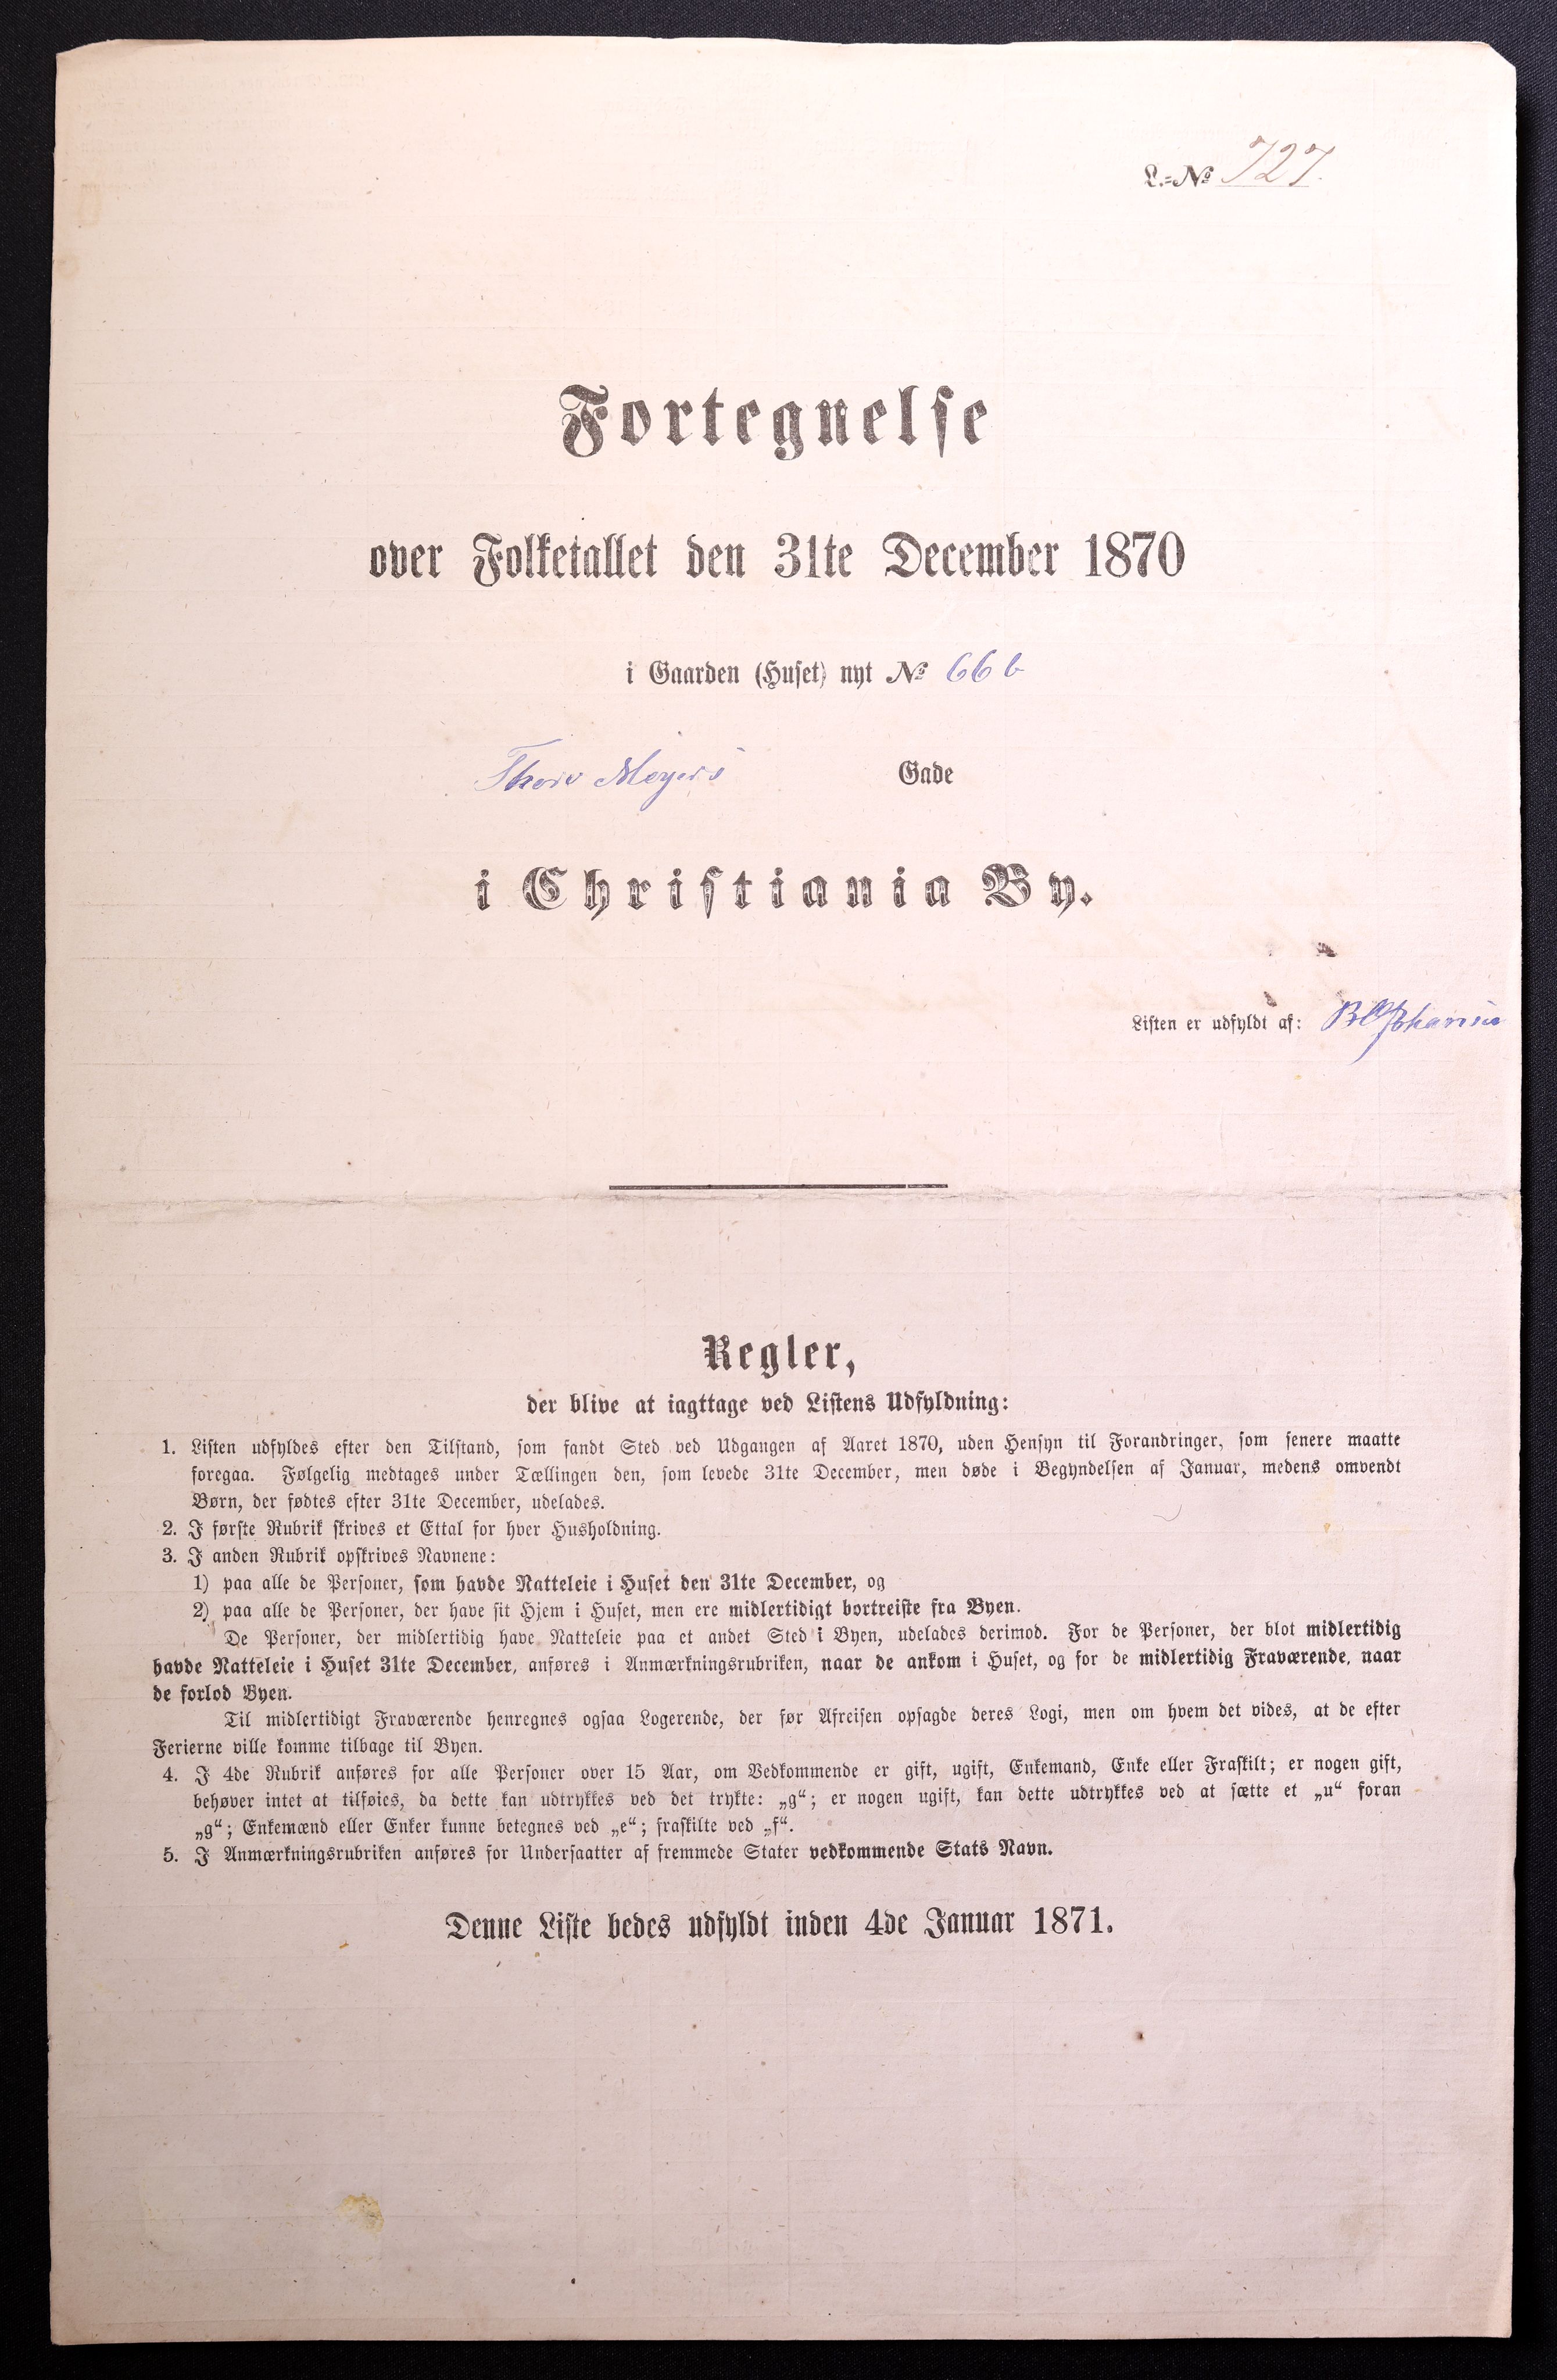 L.-No 727.
Fortegnelse
over Folketallet den 31te December 1870
i Gaarden (Huset) nyt No 66 b
Thorv Meyers Gade
i Christiania By.
Listen er udfyldt af:
Regler,
der blive at iagttage ved Listens Udfyldning:
1. Listen udfyldes efter den Tilstand, som fandt Sted ved Udgangen af Aaret 1870, uden Hensyn til Forandringer, som senere maatte
foregaa. Følgelig medtages under Tællingen den, som levede 31te December, men døde i Begyndelsen af Januar, medens omvendt
Børn, der fødtes efter 31te December, udelades.
2. I første Rubrik skrives et Ettal for hver Husholdning.
3. I anden Rubrik opskrives Navnene:
1) paa alle de Personer, som havde Natteleie i Huset den 31te December, og
2) paa alle de Personer, der have sit Hjem i Huset, men ere midlertidigt bortreiste fra Byen.
De Personer, der midlertidig have Natteleie paa et andet Sted i Byen, udelades derimod. For de Personer, der blot midlertidig
havde Natteleie i Huset 31te December, anføres i Anmærkningsrubriken, naar de ankom i Huset, og for de midlertidig Fraværende, naar
de forlod Byen.
Til midlertidigt Fraværende henregnes ogsaa Logerende, der før Afreisen opsagde deres Logi, men om hvem det vides, at de efter
Ferierne ville komme tilbage til Byen.
4. I 4de Rubrik anføres for alle Personer over 15 Aar, om Vedkommende er gift, ugift, Enkemand, Enke eller Fraskilt; er nogen gift,
behøver intet at tilføies, da dette kan udtrykkes ved det trykte: „g“; er nogen ugift, kan dette udtrykkes ved at sætte et „u“ foran
„g“; Enkemænd eller Enker kunne betegnes ved „e“; fraskilte ved „f“.
5. I Anmærkningsrubriken anføres for Undersaatter af fremmede Stater vedkommende Stats Navn.
Denne Liste bedes udfyldt inden 4de Januar 1871.